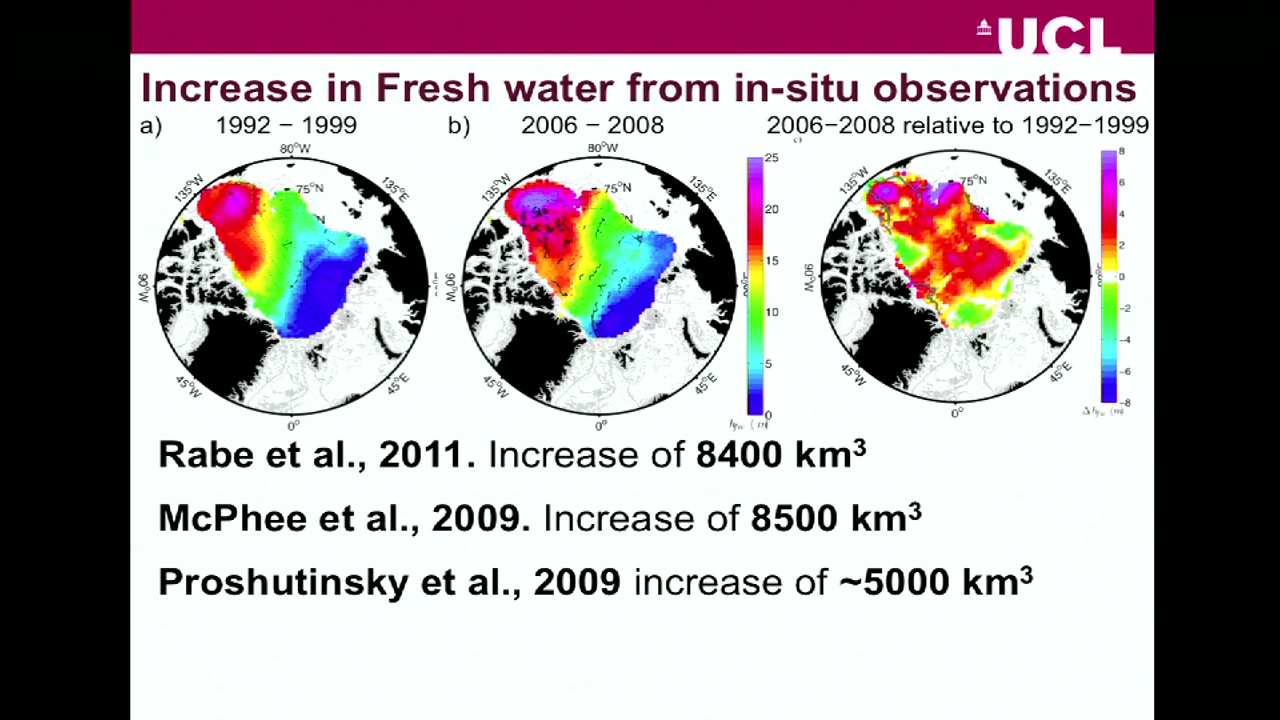 UCL
Increase in Fresh water from in-situ observations
a) 1992 − 1999 b) 2006 − 2008 2006−2008 relative to 1992−1999
c)
80°W 80°W
135°W 75°N 135°E 135°W 75°N 135°E 135°W 75°N 135°E
90°W 90°W 90°W
45°W 45°E 45°W 45°E 45°W 45°E
0° 0° 0°
25
20
15
10
5
0
8
6
4
2
0
−2
−4
−6
−8
Rabe et al., 2011. Increase of 8400 km³
McPhee et al., 2009. Increase of 8500 km³
Proshutinsky et al., 2009 increase of ~5000 km³